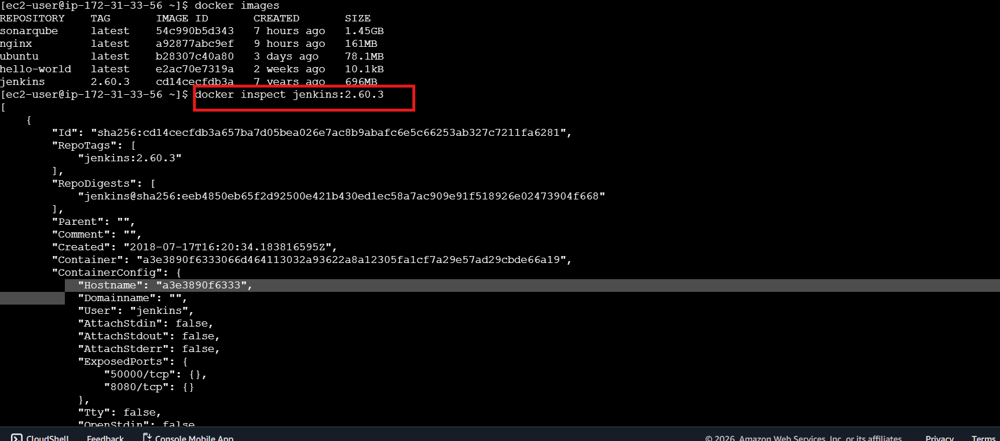 [ec2-user@ip-172-31-33-56 ~]$ docker images
REPOSITORY    TAG       IMAGE ID       CREATED       SIZE
sonarqube     latest    54c990b5d343   7 hours ago   1.45GB
nginx         latest    a92877abc9ef   9 hours ago   161MB
ubuntu        latest    b28307c40a80   3 days ago    78.1MB
hello-world   latest    e2ac70e7319a   2 weeks ago   10.1kB
jenkins       2.60.3    cd14cecfdb3a   7 years ago   696MB
[ec2-user@ip-172-31-33-56 ~]$ docker inspect jenkins:2.60.3
[
    {
        "Id": "sha256:cd14cecfdb3a657ba7d05bea026e7ac8b9abafc6e5c66253ab327c7211fa6281",
        "RepoTags": [
            "jenkins:2.60.3"
        ],
        "RepoDigests": [
            "jenkins@sha256:eeb4850eb65f2d92500e421b430ed1ec58a7ac909e91f518926e02473904f668"
        ],
        "Parent": "",
        "Comment": "",
        "Created": "2018-07-17T16:20:34.183816595Z",
        "Container": "a3e3890f6333066d464113032a93622a8a12305fa1cf7a29e57ad29cbde66a19",
        "ContainerConfig": {
            "Hostname": "a3e3890f6333",
            "Domainname": "",
            "User": "jenkins",
            "AttachStdin": false,
            "AttachStdout": false,
            "AttachStderr": false,
            "ExposedPorts": {
                "50000/tcp": {},
                "8080/tcp": {}
            },
            "Tty": false,
            "OpenStdin": false
CloudShell Feedback Console Mobile App © 2026, Amazon Web Services, Inc. or its affiliates. Privacy Terms